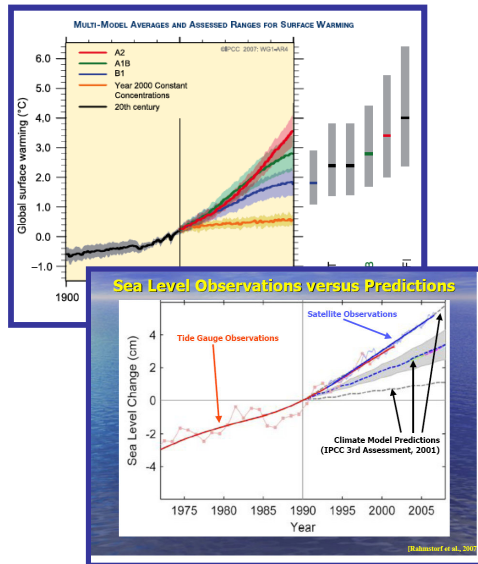 MULTI-MODEL AVERAGES AND ASSESSED RANGES FOR SURFACE WARMING
©IPCC 2007: WG1-AR4
6.0
5.0
4.0
3.0
2.0
1.0
0.0
−1.0
Global surface warming (°C)
A2
A1B
B1
Year 2000 Constant
Concentrations
20th century
1900
Sea Level Observations versus Predictions
Satellite Observations
Tide Gauge Observations
Climate Model Predictions
(IPCC 3rd Assessment, 2001)
Sea Level Change (cm)
4
2
0
-2
-4
1975
1980
1985
1990
1995
2000
2005
Year
[Rahmstorf et al., 2007